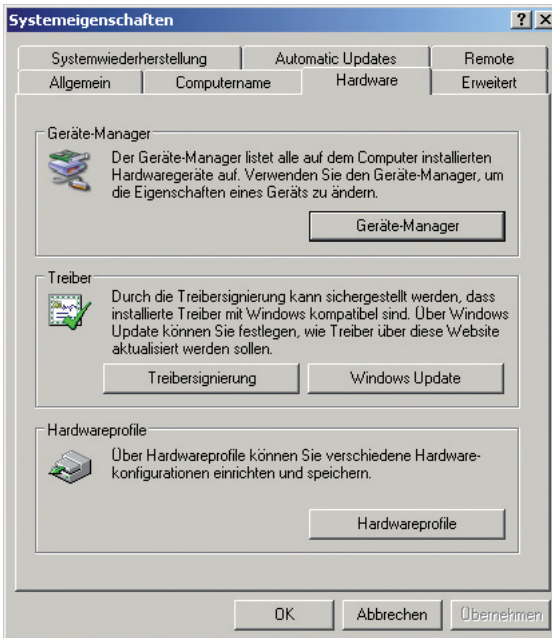 Systemeigenschaften
Systemwiederherstellung Automatic Updates Remote
Allgemein Computername Hardware Erweitert
Geräte-Manager
Der Geräte-Manager listet alle auf dem Computer installierten
Hardwaregeräte auf. Verwenden Sie den Geräte-Manager, um
die Eigenschaften eines Geräts zu ändern.
Geräte-Manager
Treiber
Durch die Treibersignierung kann sichergestellt werden, dass
installierte Treiber mit Windows kompatibel sind. Über Windows
Update können Sie festlegen, wie Treiber über diese Website
aktualisiert werden sollen.
Treibersignierung Windows Update
Hardwareprofile
Über Hardwareprofile können Sie verschiedene Hardware-
konfigurationen einrichten und speichern.
Hardwareprofile
OK Abbrechen Übernehmen